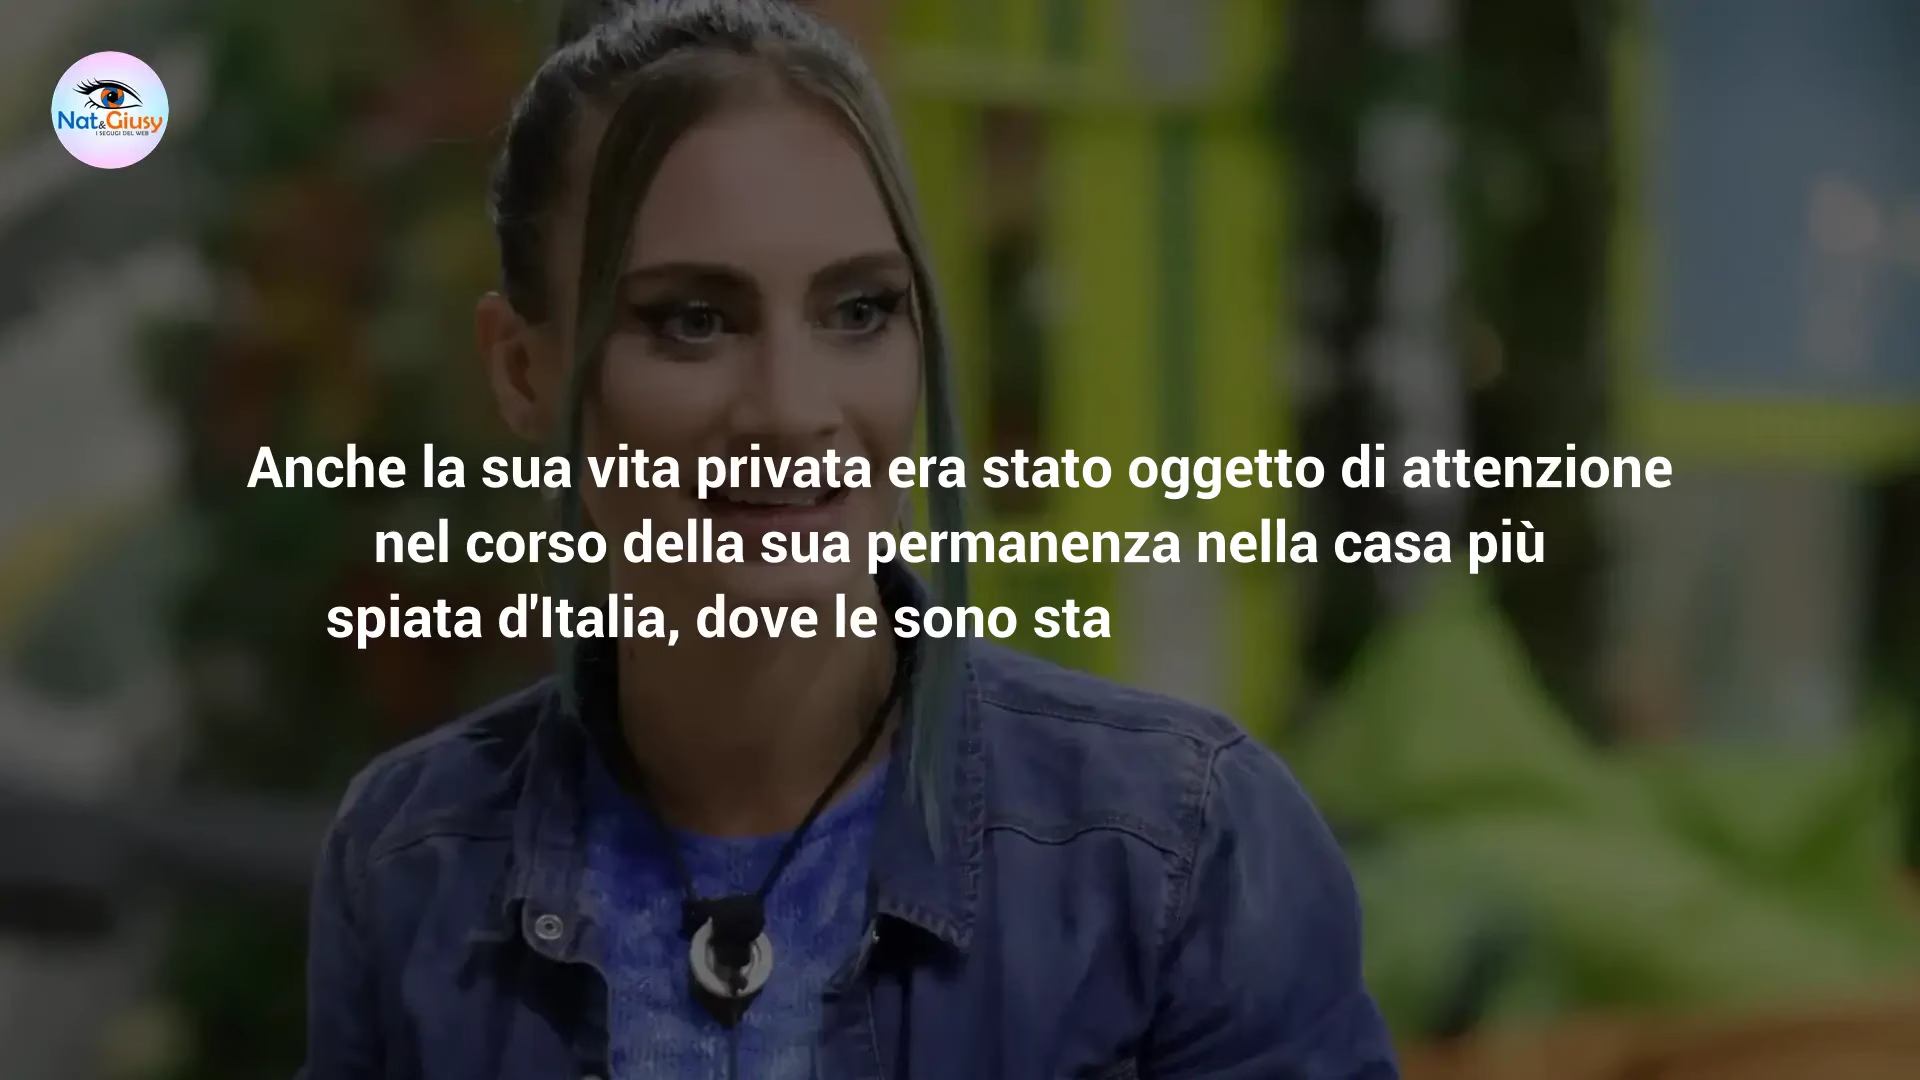 Nat&Giusy
I SEGUGI DEL WEB
Anche la sua vita privata era stato oggetto di attenzione
nel corso della sua permanenza nella casa più
spiata d'Italia, dove le sono sta